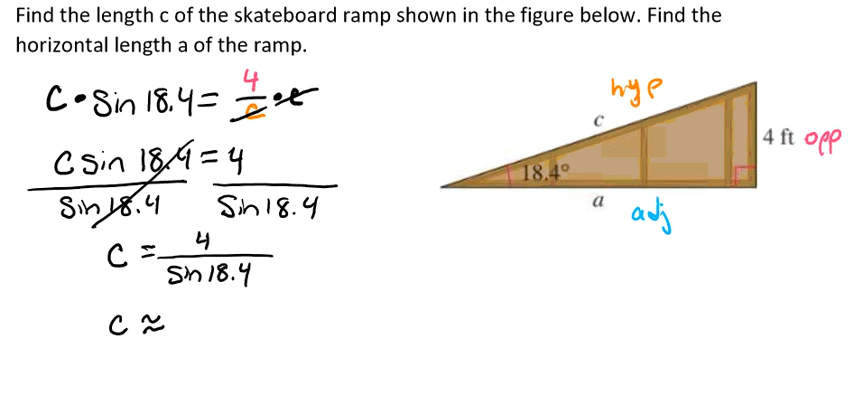 Find the length c of the skateboard ramp shown in the figure below. Find the
horizontal length a of the ramp.
C • Sin 18.4 = 4/c • c
C Sin 18.4 = 4
Sin 18.4 Sin 18.4
C = 4/Sin 18.4
C ≈
hyp
c
4 ft opp
18.4°
a adj